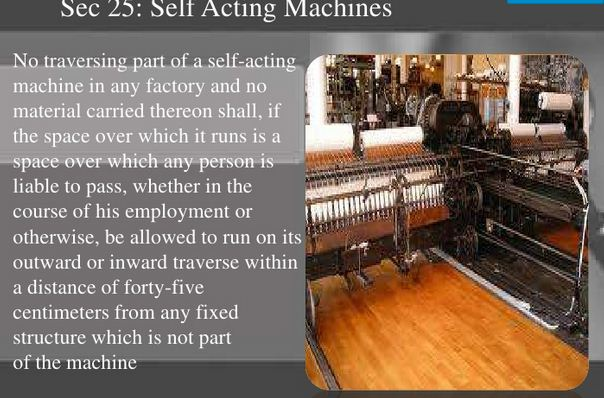 Sec 25: Self Acting Machines
No traversing part of a self-acting
machine in any factory and no
material carried thereon shall, if
the space over which it runs is a
space over which any person is
liable to pass, whether in the
course of his employment or
otherwise, be allowed to run on its
outward or inward traverse within
a distance of forty-five
centimeters from any fixed
structure which is not part
of the machine